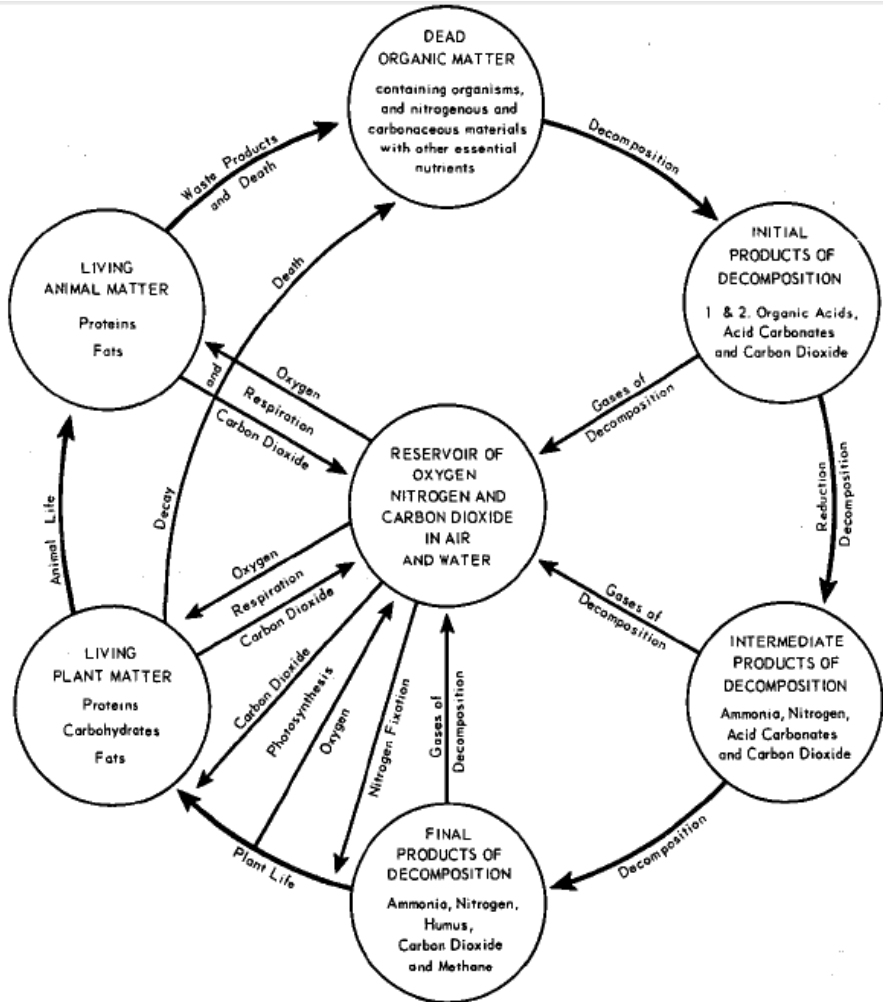 DEAD
ORGANIC MATTER
containing organisms,
and nitrogenous and
carbonaceous materials
with other essential
nutrients
Waste Products
and Death
Decomposition
LIVING
ANIMAL MATTER
Proteins
Fats
INITIAL
PRODUCTS OF
DECOMPOSITION
1 & 2. Organic Acids,
Acid Carbonates
and Carbon Dioxide
Decay and Death
Oxygen
Respiration
Carbon Dioxide
Gases of
Decomposition
RESERVOIR OF
OXYGEN
NITROGEN AND
CARBON DIOXIDE
IN AIR
AND WATER
Reduction
Decomposition
Animal Life
Oxygen
Respiration
Carbon Dioxide
Gases of
Decomposition
LIVING
PLANT MATTER
Proteins
Carbohydrates
Fats
Carbon Dioxide
Photosynthesis
Oxygen
Nitrogen Fixation
Gases of
Decomposition
INTERMEDIATE
PRODUCTS OF
DECOMPOSITION
Ammonia, Nitrogen,
Acid Carbonates
and Carbon Dioxide
Plant Life
Decomposition
FINAL
PRODUCTS OF
DECOMPOSITION
Ammonia, Nitrogen,
Humus,
Carbon Dioxide
and Methane